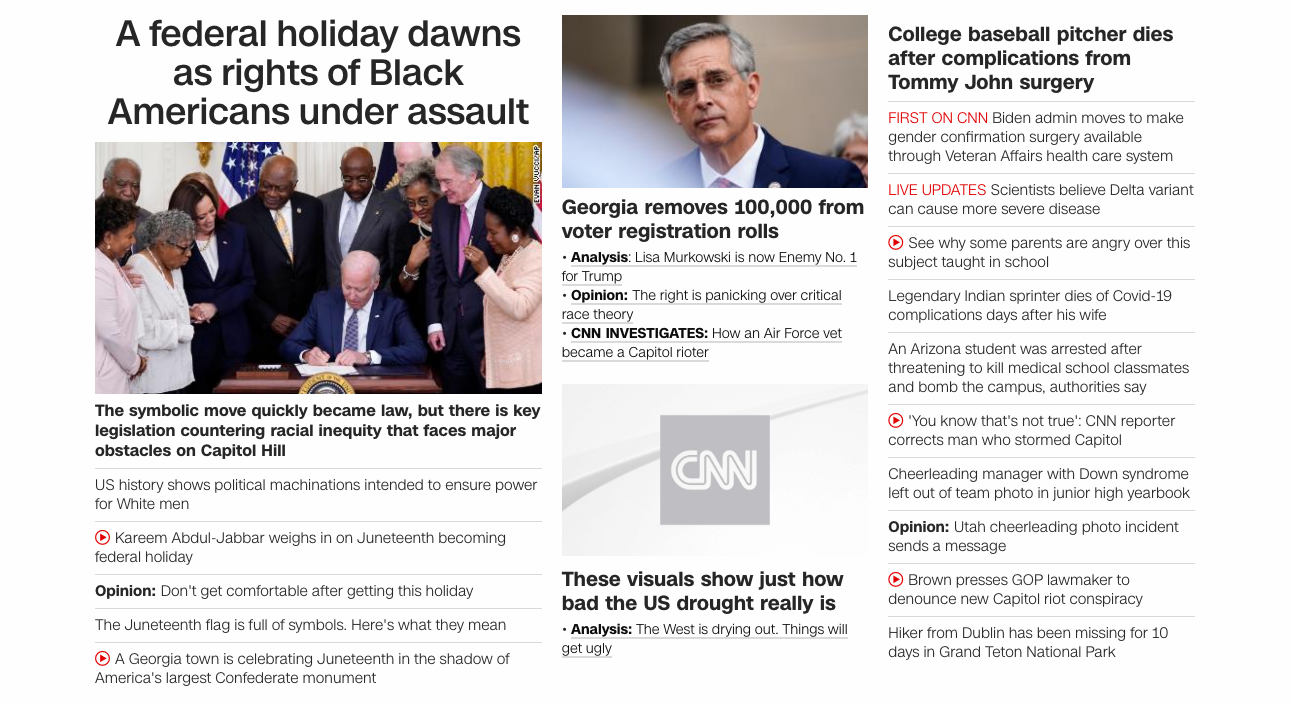 A federal holiday dawns
as rights of Black
Americans under assault
EVAN VUCCI/AP
The symbolic move quickly became law, but there is key
legislation countering racial inequity that faces major
obstacles on Capitol Hill
US history shows political machinations intended to ensure power
for White men
Kareem Abdul-Jabbar weighs in on Juneteenth becoming
federal holiday
Opinion: Don't get comfortable after getting this holiday
The Juneteenth flag is full of symbols. Here's what they mean
A Georgia town is celebrating Juneteenth in the shadow of
America's largest Confederate monument
Georgia removes 100,000 from
voter registration rolls
• Analysis: Lisa Murkowski is now Enemy No. 1
for Trump
• Opinion: The right is panicking over critical
race theory
• CNN INVESTIGATES: How an Air Force vet
became a Capitol rioter
CNN
These visuals show just how
bad the US drought really is
• Analysis: The West is drying out. Things will
get ugly
College baseball pitcher dies
after complications from
Tommy John surgery
FIRST ON CNN Biden admin moves to make
gender confirmation surgery available
through Veteran Affairs health care system
LIVE UPDATES Scientists believe Delta variant
can cause more severe disease
See why some parents are angry over this
subject taught in school
Legendary Indian sprinter dies of Covid-19
complications days after his wife
An Arizona student was arrested after
threatening to kill medical school classmates
and bomb the campus, authorities say
'You know that's not true': CNN reporter
corrects man who stormed Capitol
Cheerleading manager with Down syndrome
left out of team photo in junior high yearbook
Opinion: Utah cheerleading photo incident
sends a message
Brown presses GOP lawmaker to
denounce new Capitol riot conspiracy
Hiker from Dublin has been missing for 10
days in Grand Teton National Park